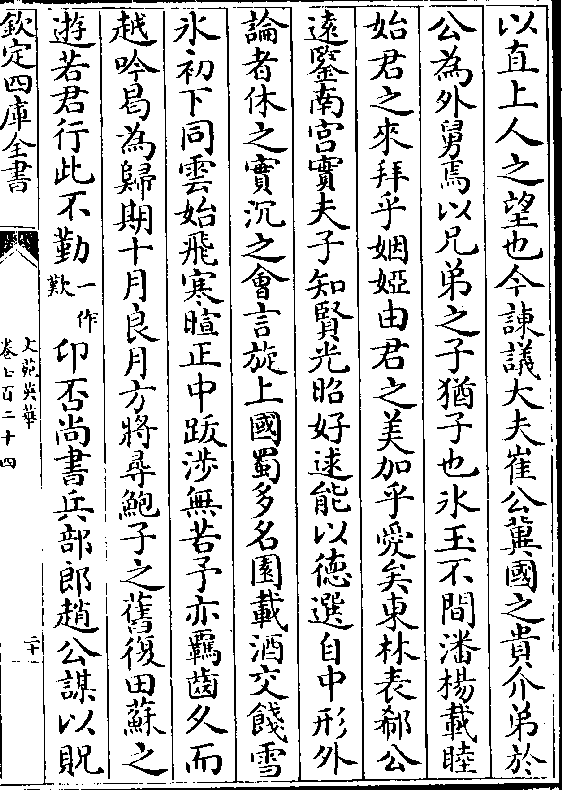 以直上人之望也今諫議大夫崔公冀國之貴介弟於
公為外舅焉以兄弟之子猶子也氷玉不間潘楊載睦
始君之來拜乎姻婭由君之美加乎愛矣東林表郗公
遠鑒南宫實夫子知賢光昭好逑能以德選自中形外
論者休之實沉之會言旋上國蜀多名園載酒交餞雪
氷初下同雲始飛寒暄正中跋涉無若予亦羈齒久而
越吟曷為歸期十月良月方將尋鮑子之舊復田蘇之
遊若君行此不勤一作歎卬否尚書兵部郎趙公謀以貺
欽定四庫全書
文苑英華
卷七百二十四
二十